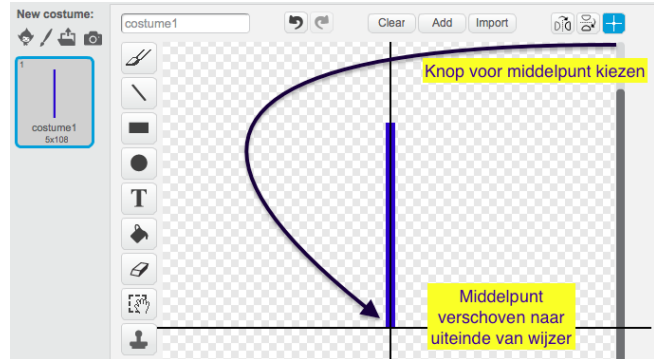 New costume:
costume1
Clear
Add
Import
1
costume1
5x108
T
Knop voor middelpunt kiezen
Middelpunt
verschoven naar
uiteinde van wijzer